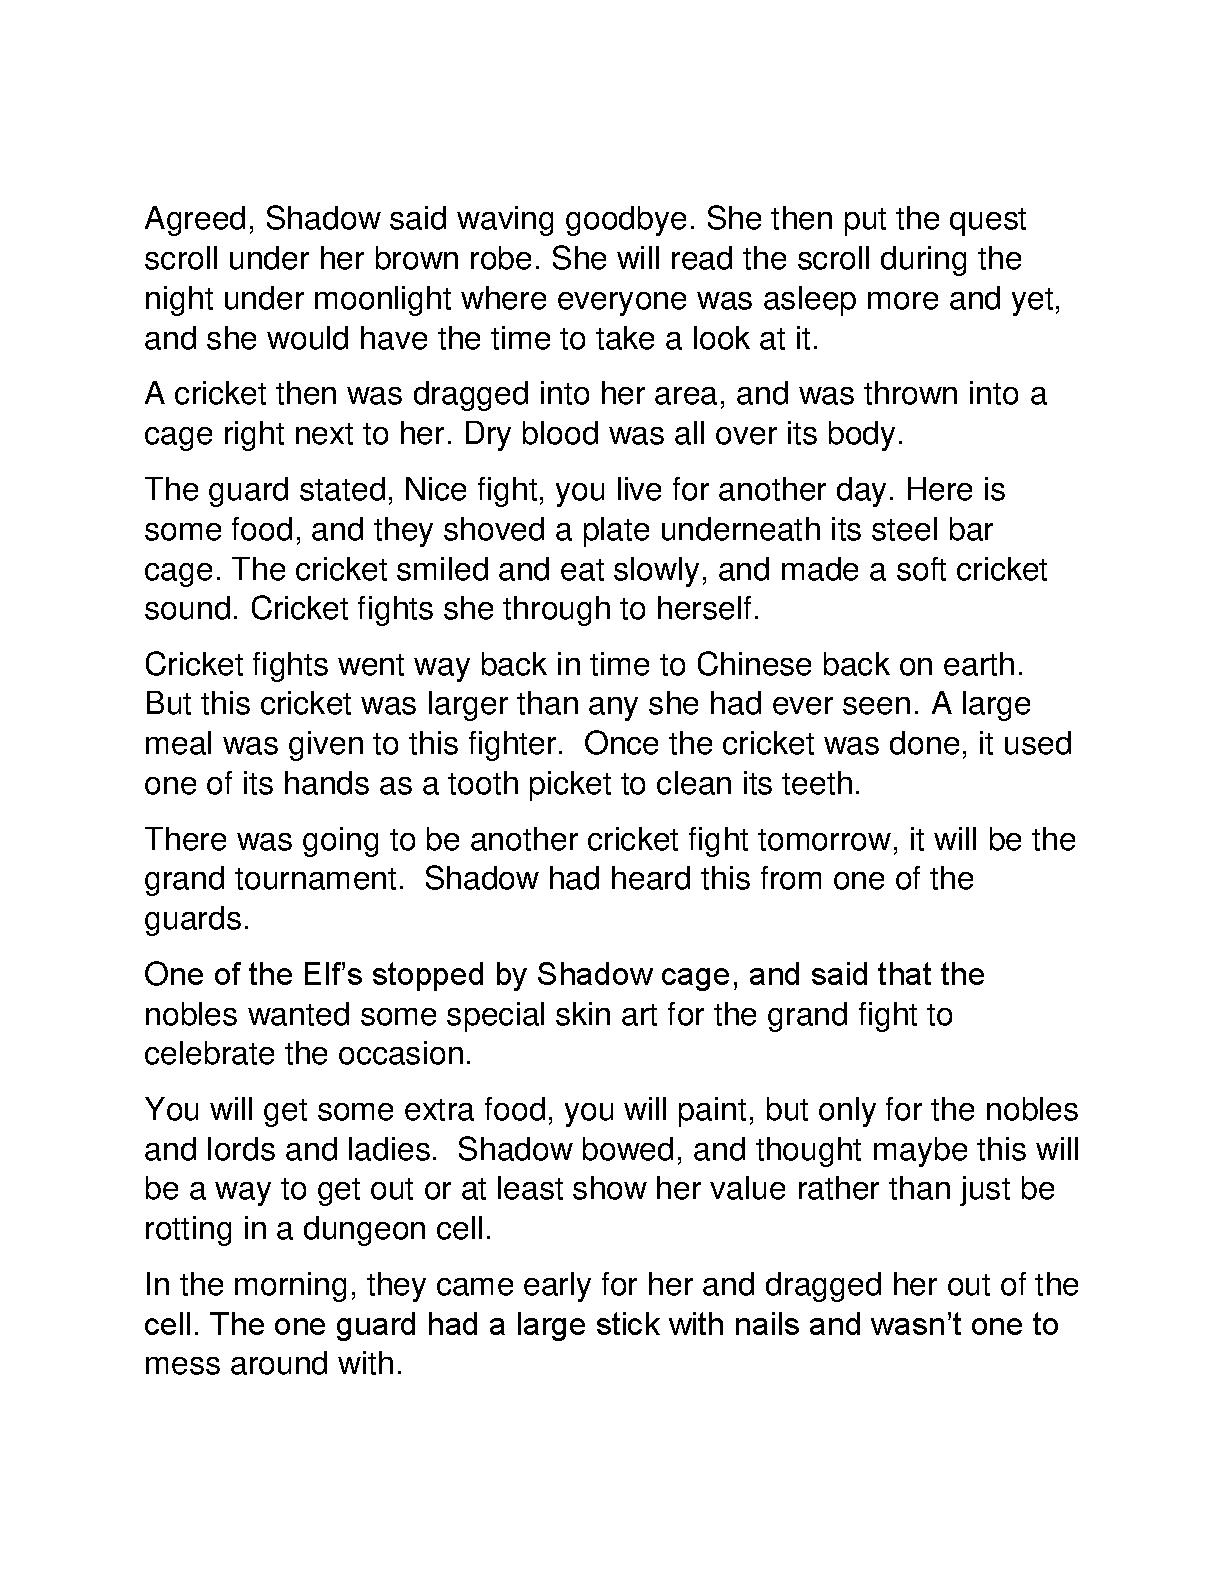 Agreed, Shadow said waving goodbye. She then put the quest
scroll under her brown robe. She will read the scroll during the
night under moonlight where everyone was asleep more and yet,
and she would have the time to take a look at it.
A cricket then was dragged into her area, and was thrown into a
cage right next to her. Dry blood was all over its body.
The guard stated, Nice fight, you live for another day. Here is
some food, and they shoved a plate underneath its steel bar
cage. The cricket smiled and eat slowly, and made a soft cricket
sound. Cricket fights she through to herself.
Cricket fights went way back in time to Chinese back on earth.
But this cricket was larger than any she had ever seen. A large
meal was given to this fighter.  Once the cricket was done, it used
one of its hands as a tooth picket to clean its teeth.
There was going to be another cricket fight tomorrow, it will be the
grand tournament.  Shadow had heard this from one of the
guards.
One of the Elf’s stopped by Shadow cage, and said that the
nobles wanted some special skin art for the grand fight to
celebrate the occasion.
You will get some extra food, you will paint, but only for the nobles
and lords and ladies.  Shadow bowed, and thought maybe this will
be a way to get out or at least show her value rather than just be
rotting in a dungeon cell.
In the morning, they came early for her and dragged her out of the
cell. The one guard had a large stick with nails and wasn’t one to
mess around with.